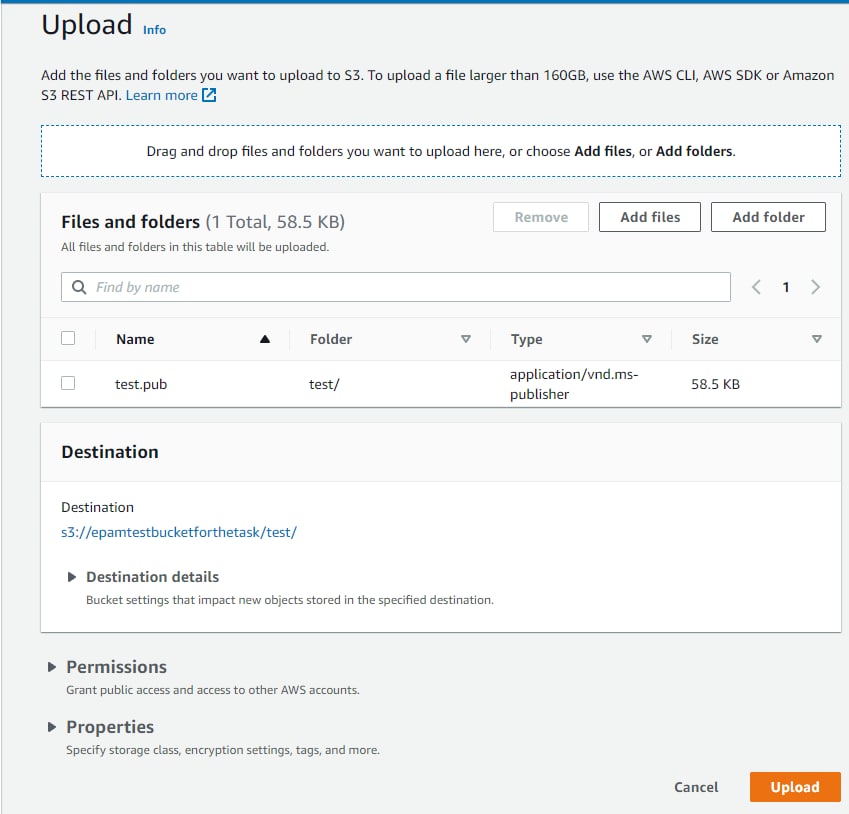 Upload Info
Add the files and folders you want to upload to S3. To upload a file larger than 160GB, use the AWS CLI, AWS SDK or Amazon
S3 REST API. Learn more
Drag and drop files and folders you want to upload here, or choose Add files, or Add folders.
Files and folders (1 Total, 58.5 KB)
Remove Add files Add folder
All files and folders in this table will be uploaded.
Find by name
1
Name Folder Type Size
test.pub test/ application/vnd.ms-
publisher 58.5 KB
Destination
Destination
s3://epamtestbucketforthetask/test/
Destination details
Bucket settings that impact new objects stored in the specified destination.
Permissions
Grant public access and access to other AWS accounts.
Properties
Specify storage class, encryption settings, tags, and more.
Cancel Upload